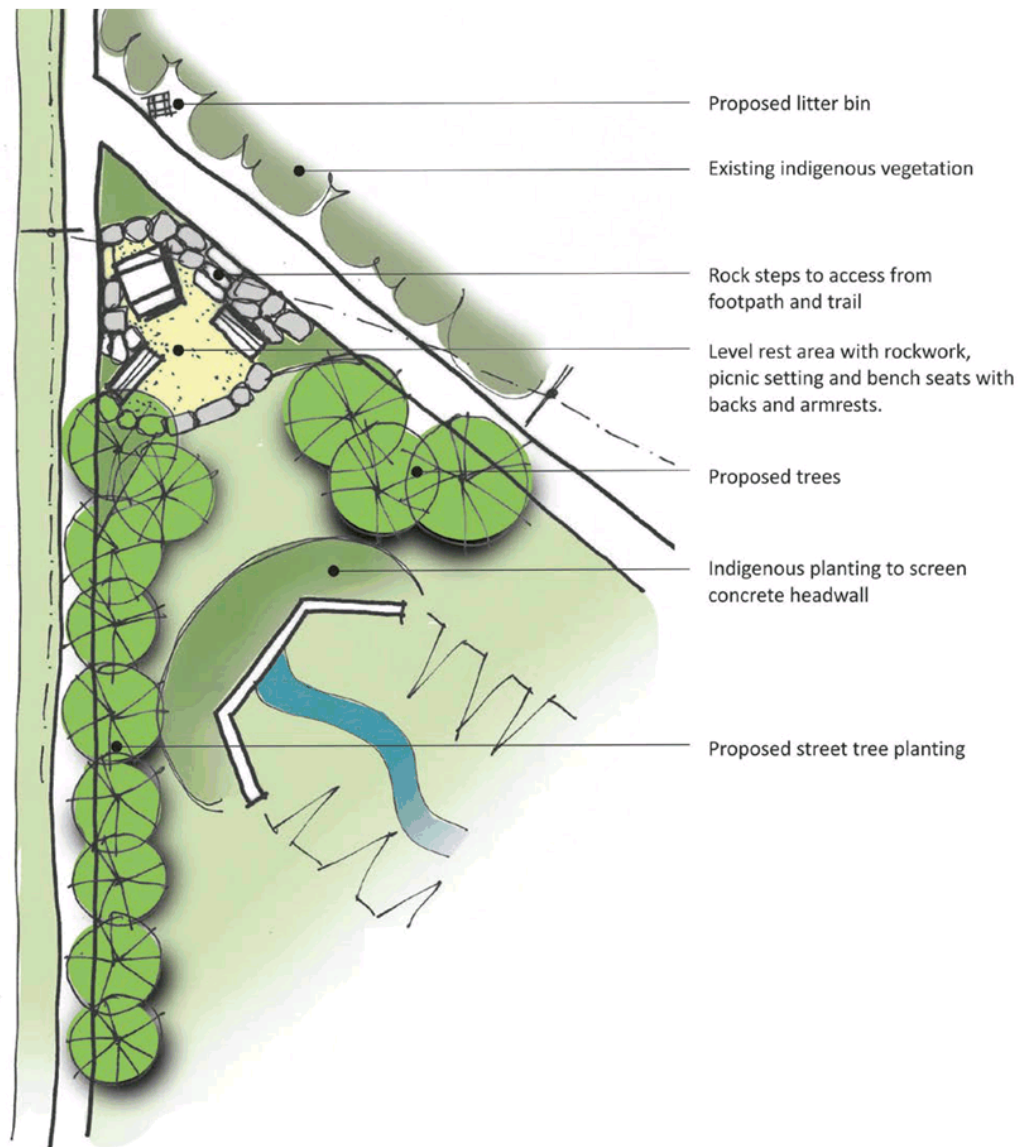 Proposed litter bin
Existing indigenous vegetation
Rock steps to access from
footpath and trail
Level rest area with rockwork,
picnic setting and bench seats with
backs and armrests.
Proposed trees
Indigenous planting to screen
concrete headwall
Proposed street tree planting